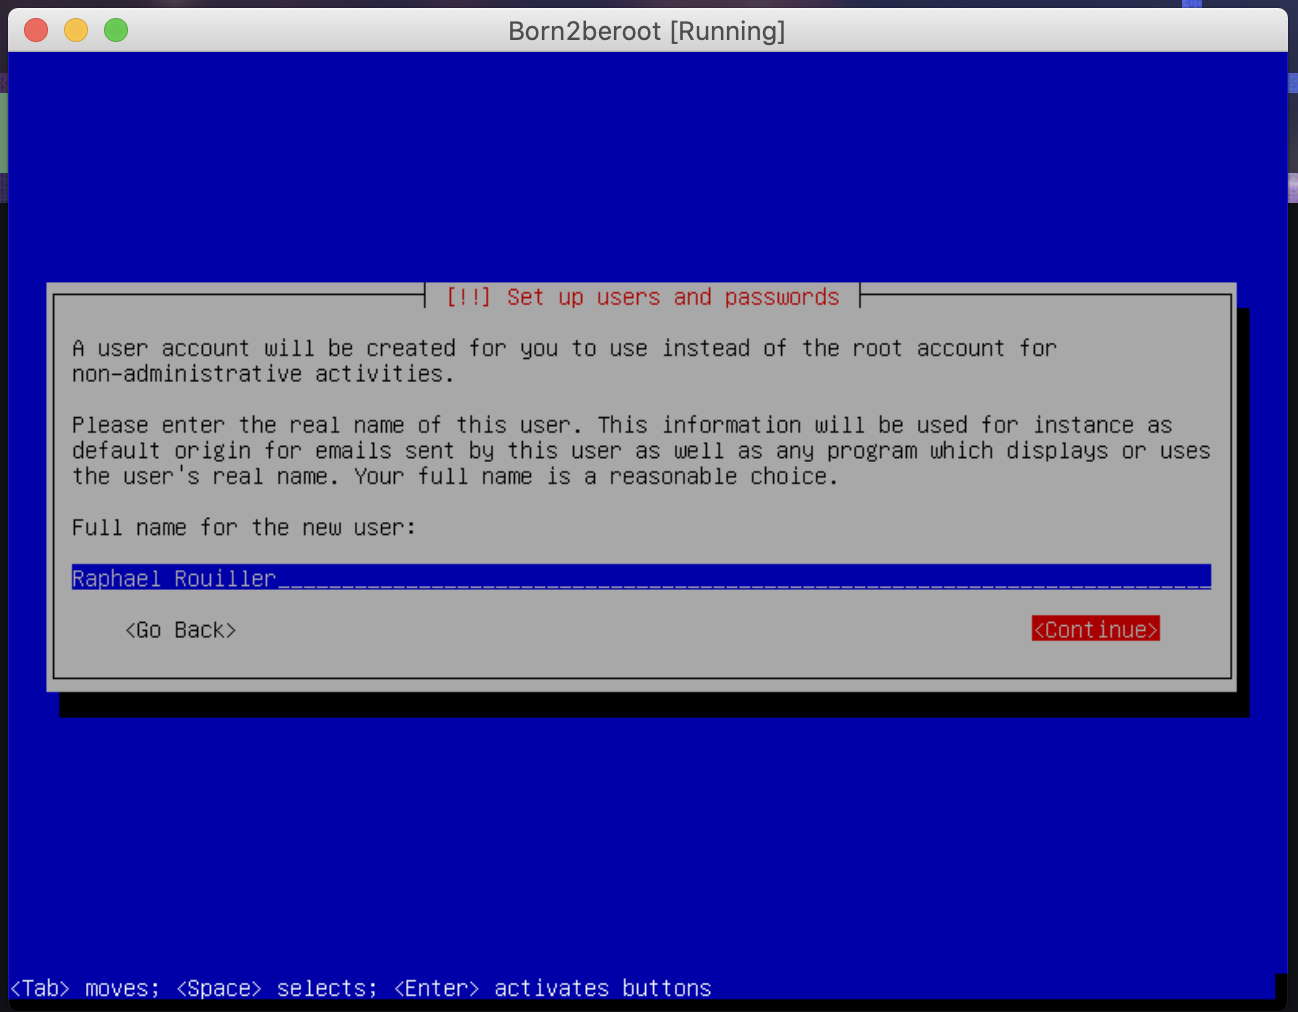 Born2beroot [Running]
[!!] Set up users and passwords
A user account will be created for you to use instead of the root account for
non-administrative activities.
Please enter the real name of this user. This information will be used for instance as
default origin for emails sent by this user as well as any program which displays or uses
the user's real name. Your full name is a reasonable choice.
Full name for the new user:
Raphael Rouiller
<Go Back> <Continue>
<Tab> moves; <Space> selects; <Enter> activates buttons